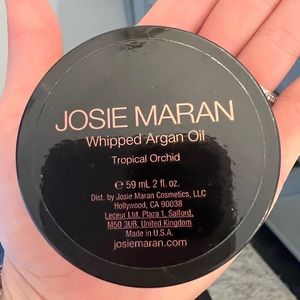 JOSIE MARAN
Whipped Argan Oil
Tropical Orchid
℮ 59 mL 2 fl. oz.
Dist. by Josie Maran Cosmetics, LLC
Hollywood, CA 90038
Leceur Ltd, Plaza 1, Salford,
M50 3UB, United Kingdom
Made in U.S.A.
josiemaran.com